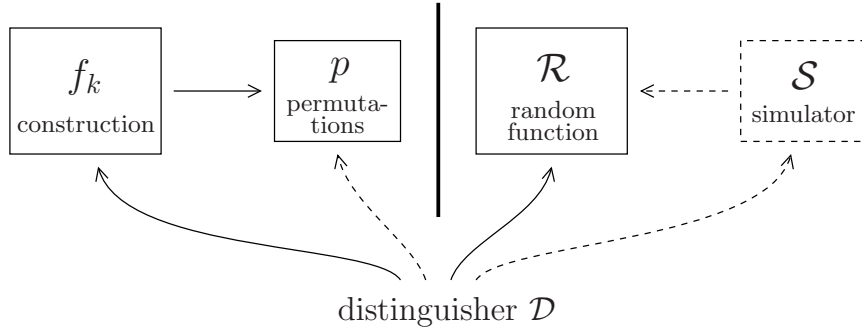 f_k
construction
p
permuta-
tions
R
random
function
S
simulator
distinguisher D